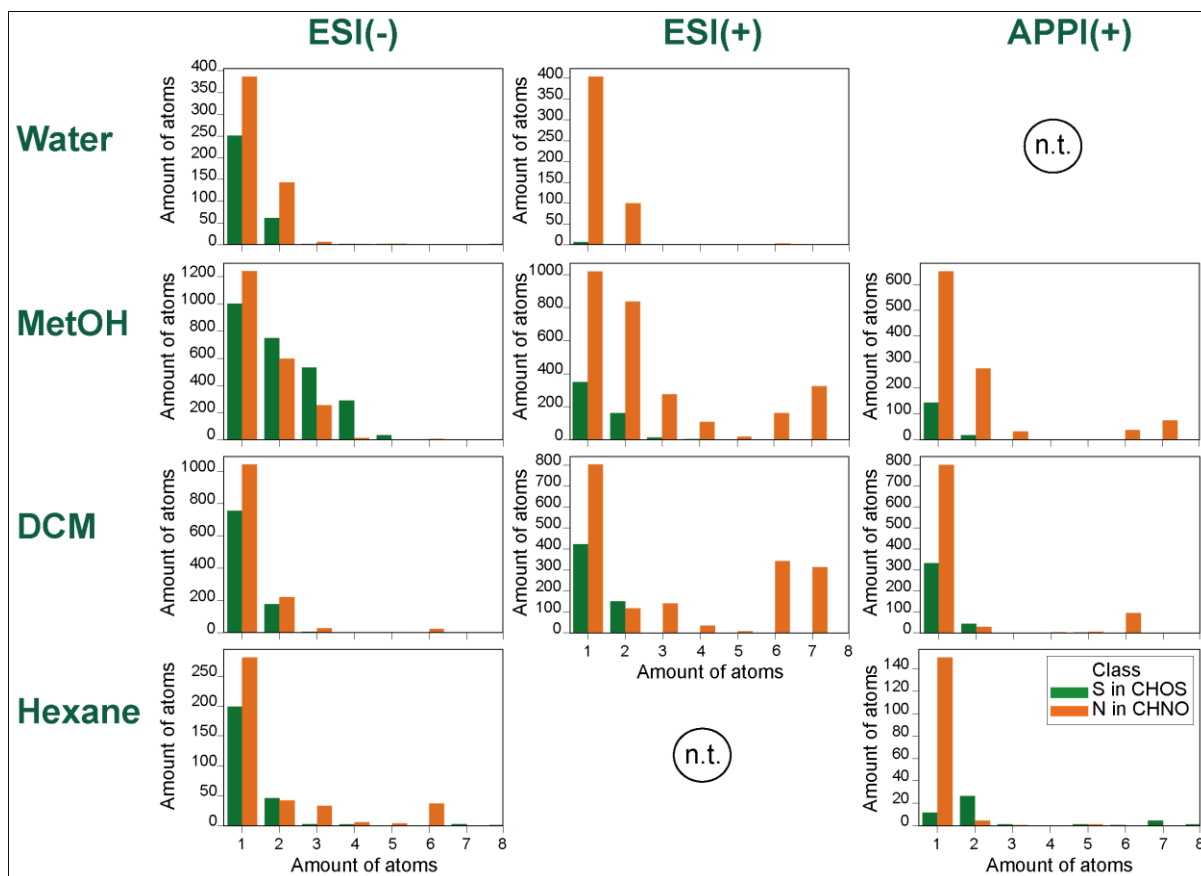 ESI(-) ESI(+) APPI(+)
Water
Amount of atoms
400
350
300
250
200
150
100
50
0
Amount of atoms
400
350
300
250
200
150
100
50
0
n.t.
MetOH
Amount of atoms
1200
1000
800
600
400
200
0
Amount of atoms
1000
800
600
400
200
0
Amount of atoms
600
500
400
300
200
100
0
DCM
Amount of atoms
1000
800
600
400
200
0
Amount of atoms
800
700
600
500
400
300
200
100
0
1 2 3 4 5 6 7 8
Amount of atoms
Amount of atoms
800
700
600
500
400
300
200
100
0
Hexane
Amount of atoms
250
200
150
100
50
0
1 2 3 4 5 6 7 8
Amount of atoms
n.t.
Amount of atoms
140
120
100
80
60
40
20
0
1 2 3 4 5 6 7 8
Amount of atoms
Class
S in CHOS
N in CHNO